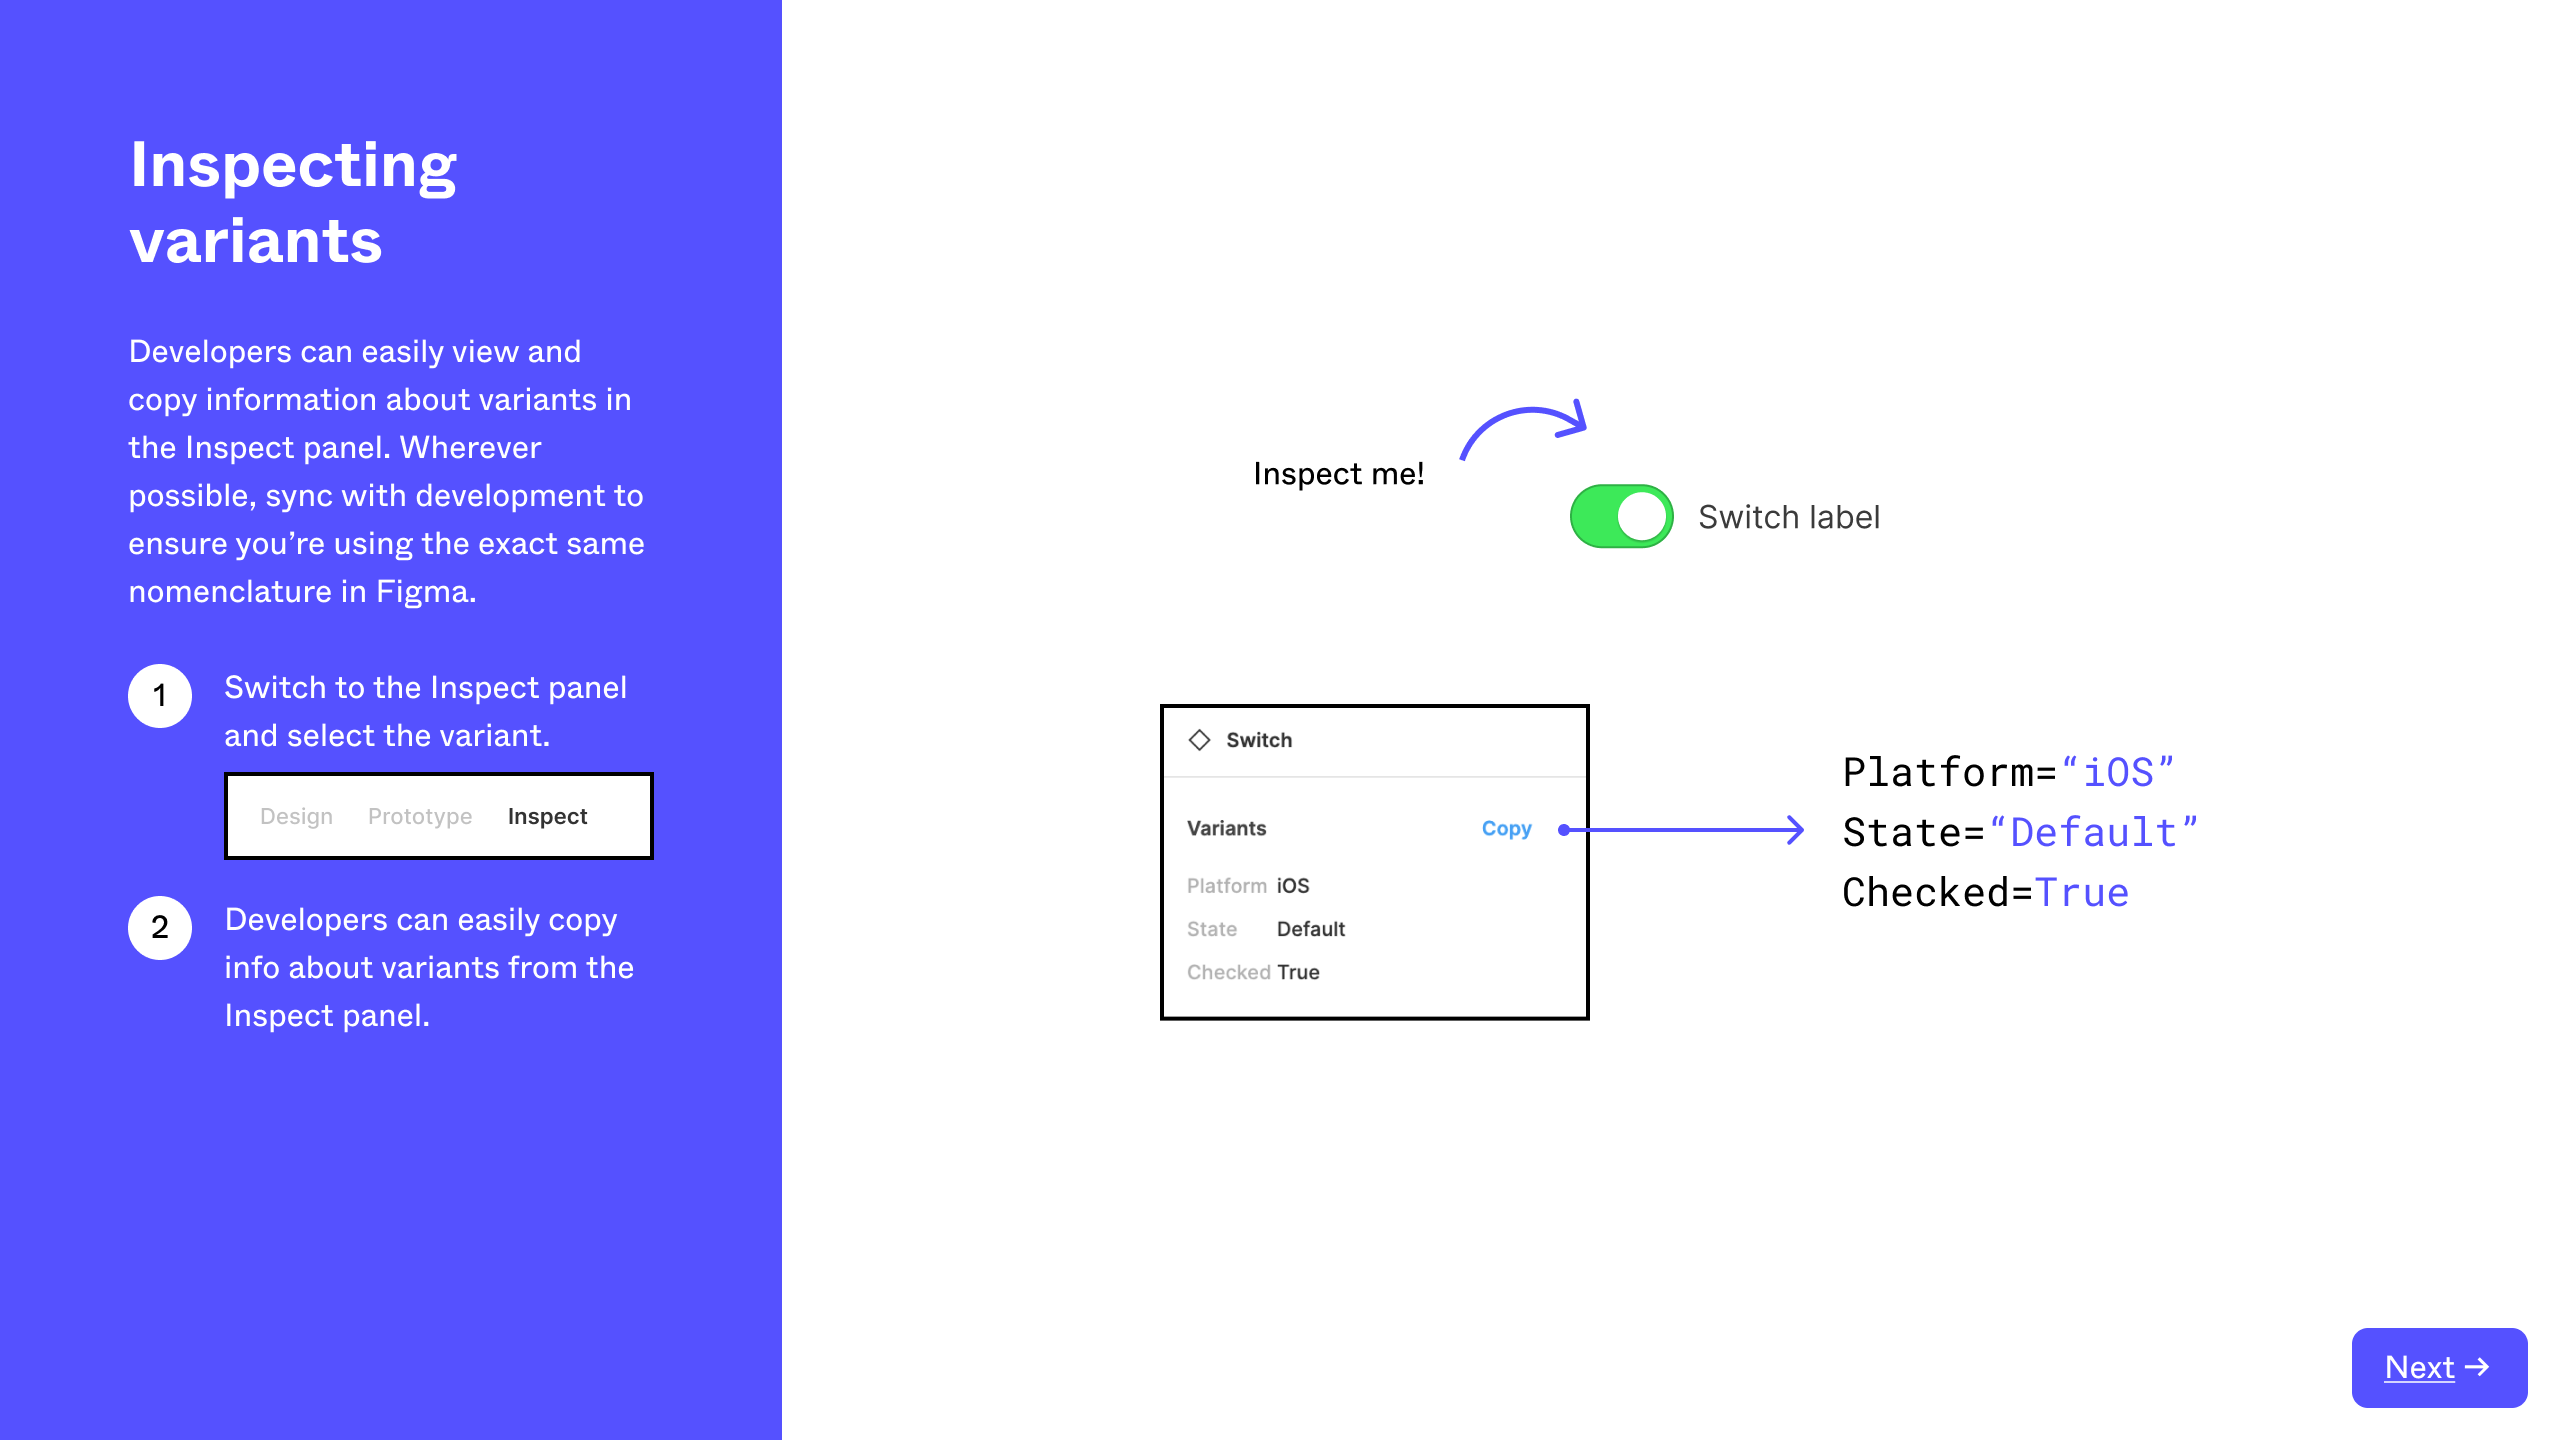 Inspecting
variants
Developers can easily view and
copy information about variants in
the Inspect panel. Wherever
possible, sync with development to
ensure you’re using the exact same
nomenclature in Figma.
1
Switch to the Inspect panel
and select the variant.
Design Prototype Inspect
2
Developers can easily copy
info about variants from the
Inspect panel.
Inspect me!
Switch label
Switch
Variants Copy
Platform iOS
State Default
Checked True
Platform=“iOS”
State=“Default”
Checked=True
Next →